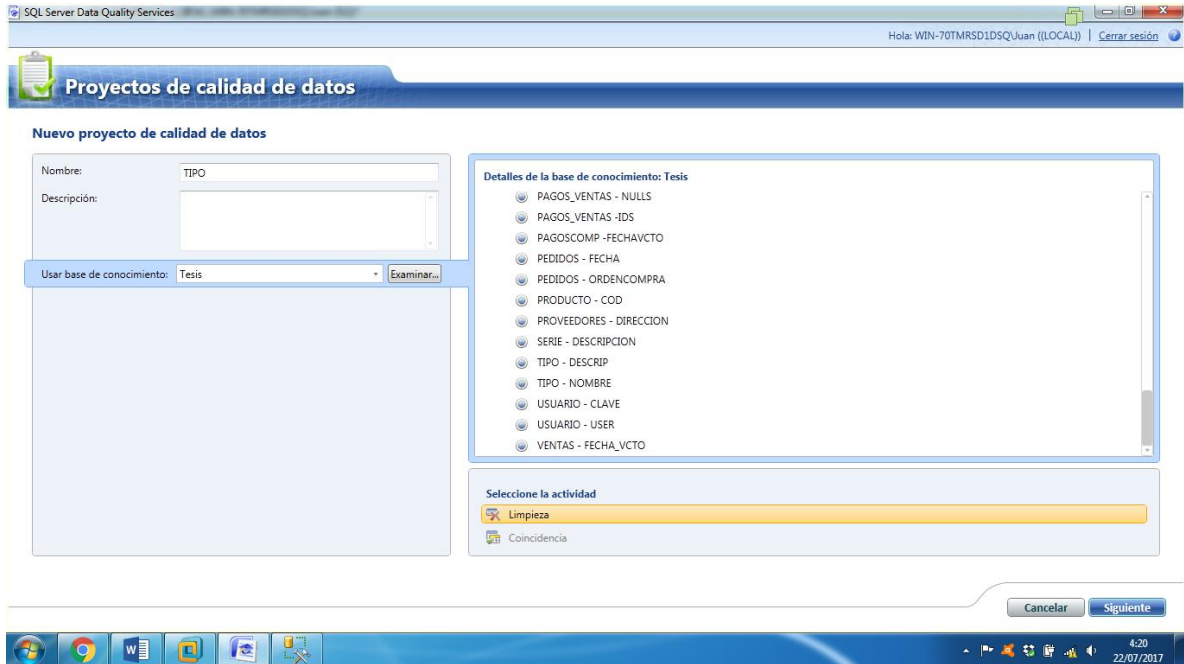 SQL Server Data Quality Services
Hola: WIN-70TMRSD1DSQ\Juan ((LOCAL)) | Cerrar sesión
Proyectos de calidad de datos
Nuevo proyecto de calidad de datos
Nombre: TIPO
Descripción:
Usar base de conocimiento: Tesis Examinar...
Detalles de la base de conocimiento: Tesis
PAGOS_VENTAS - NULLS
PAGOS_VENTAS -IDS
PAGOSCOMP -FECHAVCTO
PEDIDOS - FECHA
PEDIDOS - ORDENCOMPRA
PRODUCTO - COD
PROVEEDORES - DIRECCION
SERIE - DESCRIPCION
TIPO - DESCRIP
TIPO - NOMBRE
USUARIO - CLAVE
USUARIO - USER
VENTAS - FECHA_VCTO
Seleccione la actividad
Limpieza
Coincidencia
Cancelar Siguiente
4:20
22/07/2017